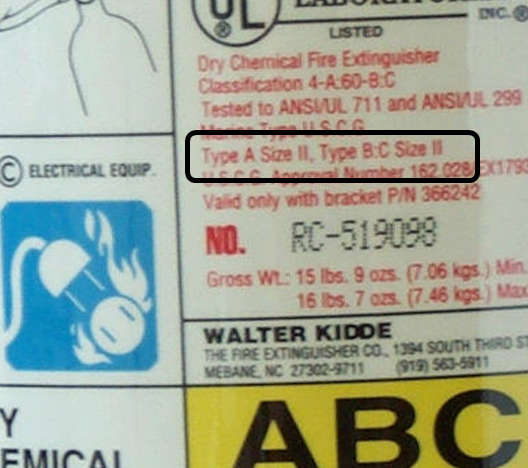 UL
®
INC. ®
LISTED
Dry Chemical Fire Extinguisher
Classification 4-A:60-B:C
Tested to ANSI/UL 711 and ANSI/UL 299
Marine Type U.S.C.G.
Type A Size II, Type B:C Size II
U.S.C.G. Approval Number 162.028/EX1793
Valid only with bracket P/N 366242
NO. RC-519098
Gross Wt.: 15 lbs. 9 ozs. (7.06 kgs.) Min.
16 lbs. 7 ozs. (7.46 kgs.) Max
WALTER KIDDE
THE FIRE EXTINGUISHER CO., 1394 SOUTH THIRD ST
MEBANE, NC 27302-9711 (919) 563-5911
© ELECTRICAL EQUIP.
Y
EMICAL
ABC